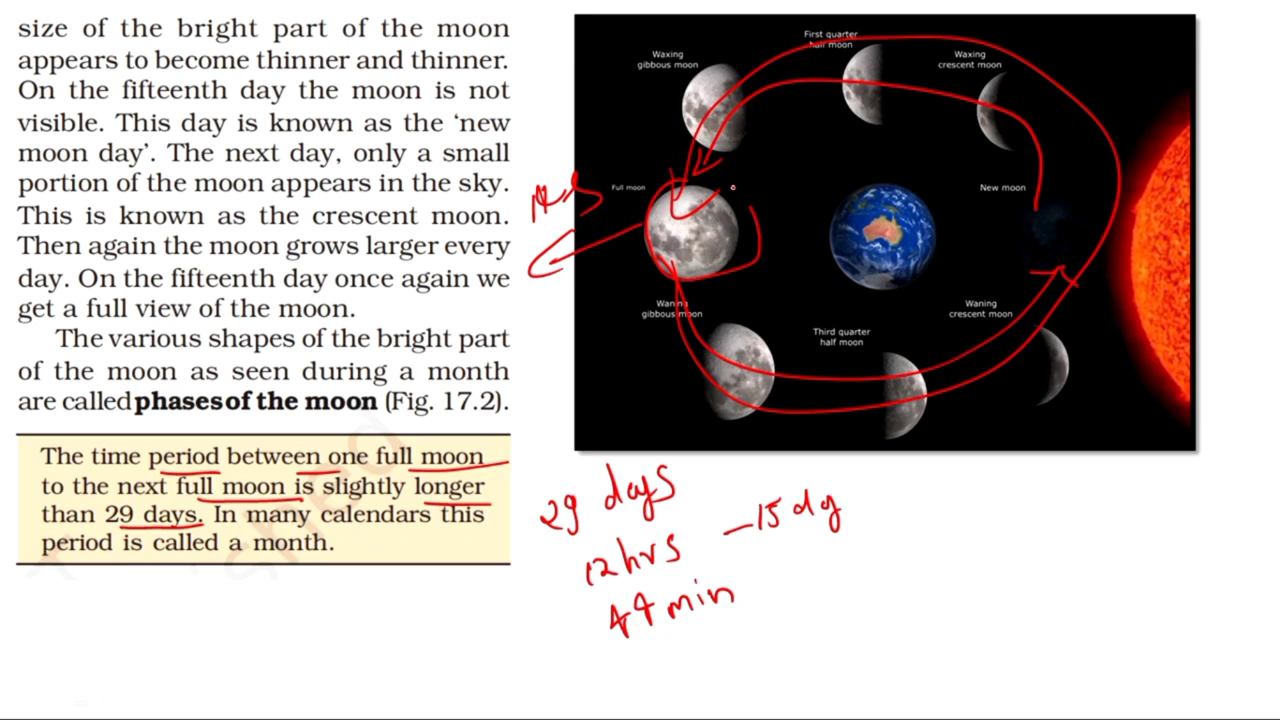 size of the bright part of the moon
appears to become thinner and thinner.
On the fifteenth day the moon is not
visible. This day is known as the ‘new
moon day’. The next day, only a small
portion of the moon appears in the sky.
This is known as the crescent moon.
Then again the moon grows larger every
day. On the fifteenth day once again we
get a full view of the moon.
The various shapes of the bright part
of the moon as seen during a month
are called phases of the moon (Fig. 17.2).
The time period between one full moon
to the next full moon is slightly longer
than 29 days. In many calendars this
period is called a month.
First quarter
half moon
Waxing
gibbous moon
Waxing
crescent moon
Full moon
New moon
Waning
gibbous moon
Third quarter
half moon
Waning
crescent moon
29 days
12 hrs
44 min
15 dy